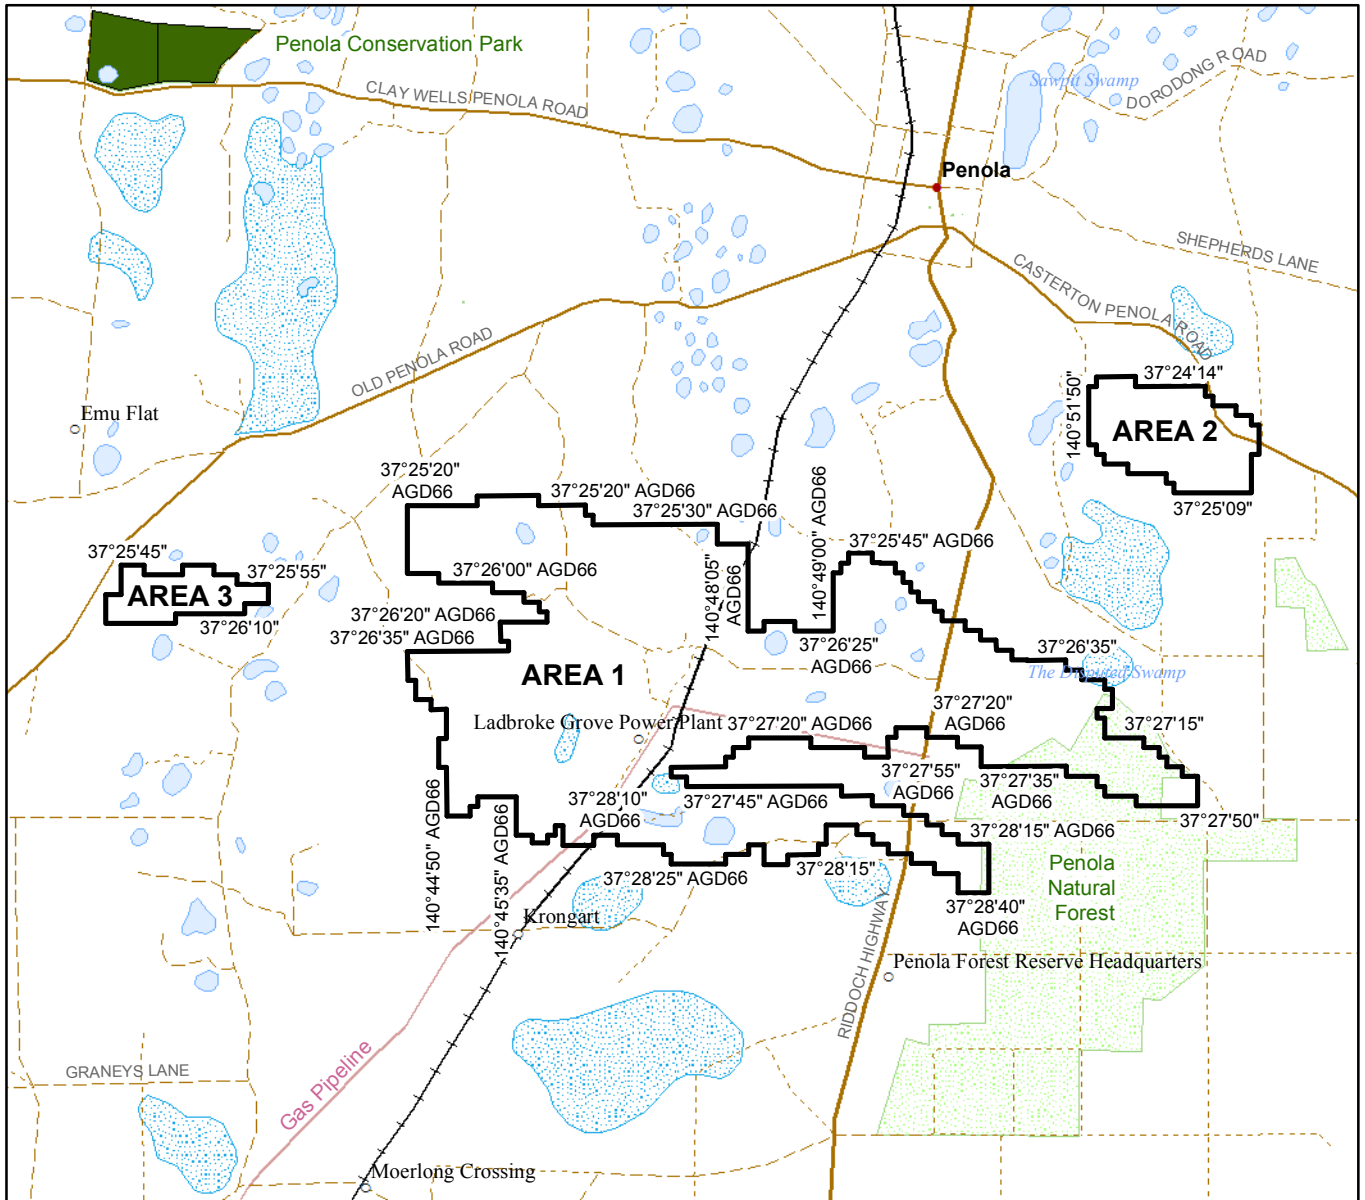 Penola Conservation Park
CLAY WELLS PENOLA ROAD
Sawpit Swamp
DORODONG ROAD
Penola
SHEPHERDS LANE
CASTERTON PENOLA ROAD
OLD PENOLA ROAD
Emu Flat
37°24'14"
140°51'50"
AREA 2
37°25'09"
37°25'20"
AGD66
37°25'20" AGD66
37°25'30" AGD66
37°25'45"
37°25'55"
AREA 3
37°26'10"
37°26'00" AGD66
37°26'20" AGD66
37°26'35" AGD66
140°48'05"
AGD66
140°49'00" AGD66
37°25'45" AGD66
37°26'25"
AGD66
37°26'35"
The Disputed Swamp
AREA 1
Ladbroke Grove Power Plant
37°27'20" AGD66
37°27'20"
AGD66
37°27'15"
37°27'55"
AGD66
37°27'35"
AGD66
37°27'50"
37°28'10"
AGD66
37°27'45" AGD66
37°28'15" AGD66
140°44'50" AGD66
140°45'35" AGD66
37°28'25" AGD66
37°28'15"
37°28'40"
AGD66
Penola
Natural
Forest
Krongart
RIDDOCH HIGHWAY
Penola Forest Reserve Headquarters
GRANEYS LANE
Gas Pipeline
Moerlong Crossing